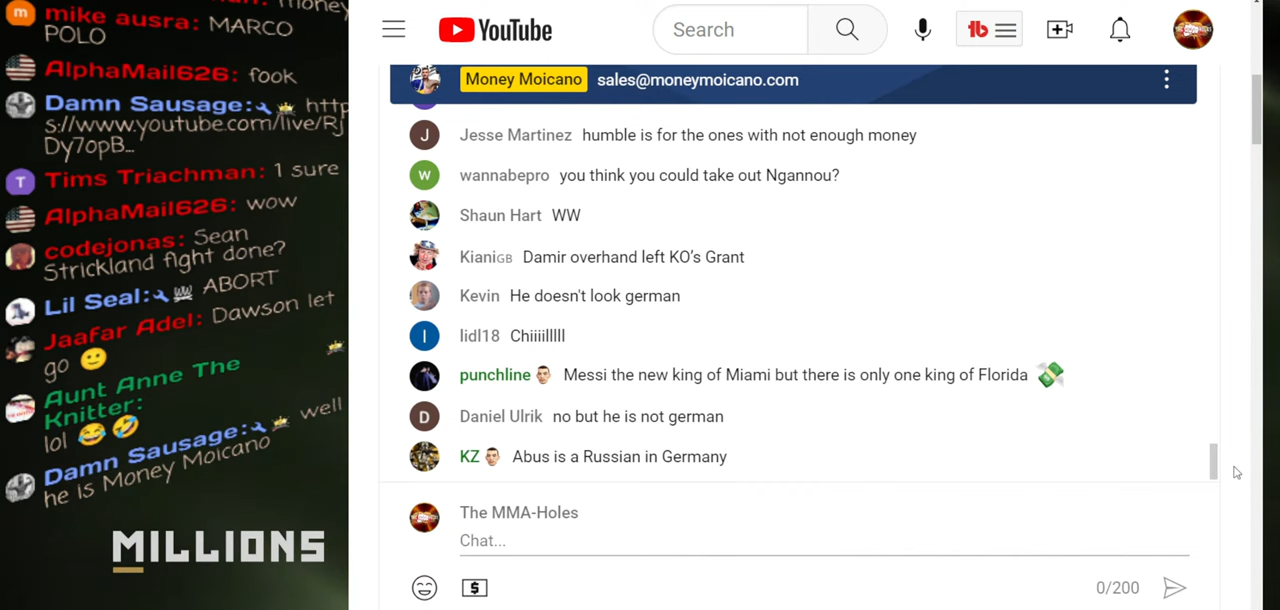 money
mike ausra: MARCO
POLO
AlphaMail626: fook
Damn Sausage: http
s://www.youtube.com/live/Rj
Dy7opB...
T Tims Triachman: 1 sure
AlphaMail626: wow
codejonas: Sean
Strickland fight done?
Lil Seal: ABORT
Jaafar Adel: Dawson let
go
Aunt Anne The
Knitter:
lol
Damn Sausage: well
he is Money Moicano
MILLIONS
YouTube
Search
tb
Money Moicano sales@moneymoicano.com
J Jesse Martinez humble is for the ones with not enough money
w wannabepro you think you could take out Ngannou?
Shaun Hart WW
KianiGB Damir overhand left KO’s Grant
Kevin He doesn't look german
l lidl18 Chiiiilllll
punchline Messi the new king of Miami but there is only one king of Florida
D Daniel Ulrik no but he is not german
KZ Abus is a Russian in Germany
The MMA-Holes
Chat...
$
0/200